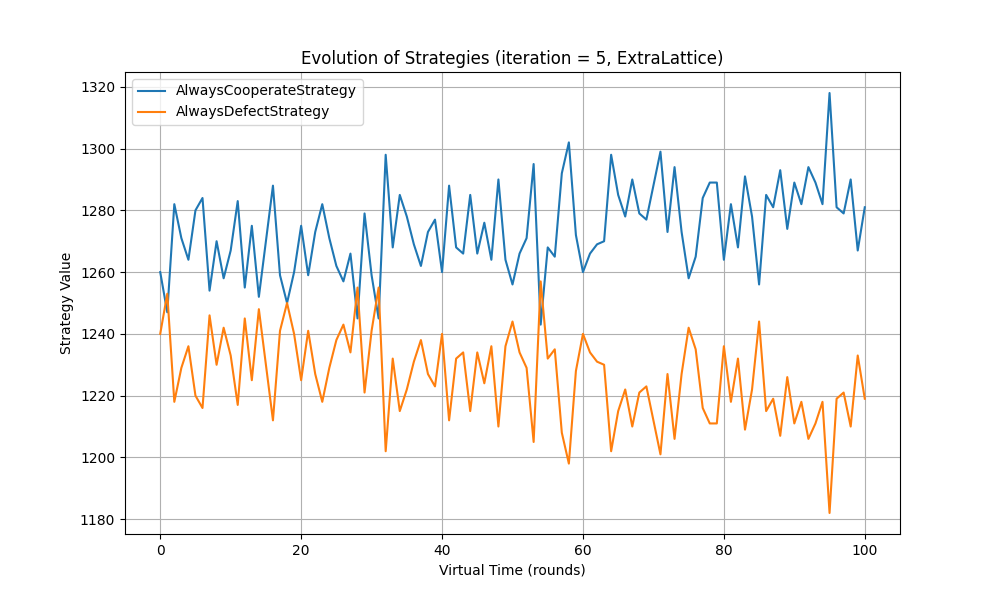 Evolution of Strategies (iteration = 5, ExtraLattice)
AlwaysCooperateStrategy
AlwaysDefectStrategy
Strategy Value
1320
1300
1280
1260
1240
1220
1200
1180
0 20 40 60 80 100
Virtual Time (rounds)